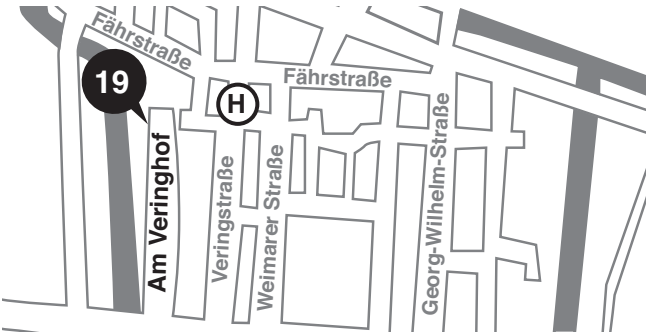 Fährstraße
19
Fährstraße
H
Am Veringhof
Veringstraße
Weimarer Straße
Georg-Wilhelm-Straße